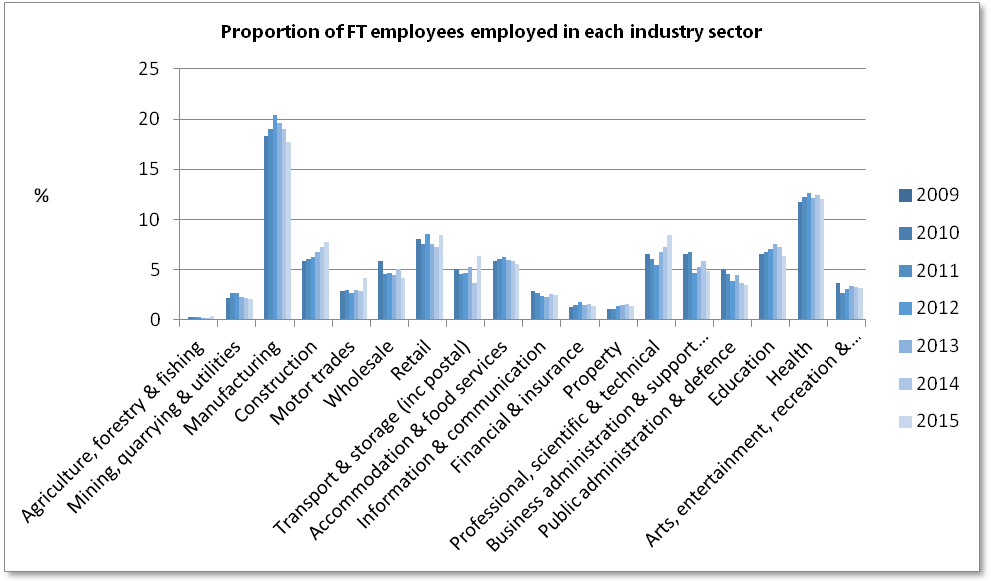 Proportion of FT employees employed in each industry sector
25
20
15
10
5
0
%
Agriculture, forestry & fishing
Mining, quarrying & utilities
Manufacturing
Construction
Motor trades
Wholesale
Retail
Transport & storage (inc postal)
Accommodation & food services
Information & communication
Financial & insurance
Property
Professional, scientific & technical
Business administration & support...
Public administration & defence
Education
Health
Arts, entertainment, recreation &...
2009
2010
2011
2012
2013
2014
2015